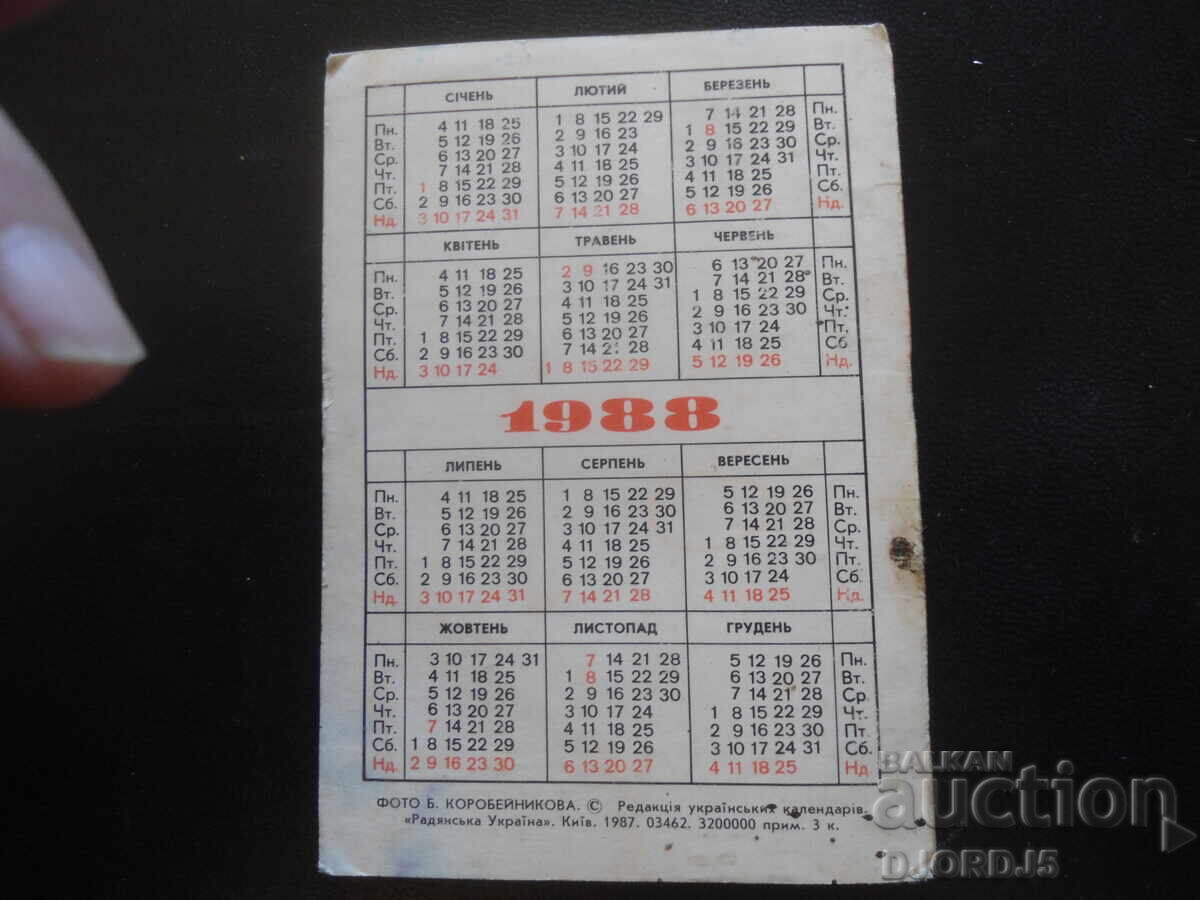 СІЧЕНЬ ЛЮТИЙ БЕРЕЗЕНЬ
Пн. 4 11 18 25 1 8 15 22 29 7 14 21 28 Пн.
Вт. 5 12 19 26 2 9 16 23 1 8 15 22 29 Вт.
Ср. 6 13 20 27 3 10 17 24 2 9 16 23 30 Ср.
Чт. 7 14 21 28 4 11 18 25 3 10 17 24 31 Чт.
Пт. 1 8 15 22 29 5 12 19 26 4 11 18 25 Пт.
Сб. 2 9 16 23 30 6 13 20 27 5 12 19 26 Сб.
Нд. 3 10 17 24 31 7 14 21 28 6 13 20 27 Нд.
КВІТЕНЬ ТРАВЕНЬ ЧЕРВЕНЬ
Пн. 4 11 18 25 2 9 16 23 30 6 13 20 27 Пн.
Вт. 5 12 19 26 3 10 17 24 31 7 14 21 28 Вт.
Ср. 6 13 20 27 4 11 18 25 1 8 15 22 29 Ср.
Чт. 7 14 21 28 5 12 19 26 2 9 16 23 30 Чт.
Пт. 1 8 15 22 29 6 13 20 27 3 10 17 24 Пт.
Сб. 2 9 16 23 30 7 14 21 28 4 11 18 25 Сб.
Нд. 3 10 17 24 1 8 15 22 29 5 12 19 26 Нд.
1988
ЛИПЕНЬ СЕРПЕНЬ ВЕРЕСЕНЬ
Пн. 4 11 18 25 1 8 15 22 29 5 12 19 26 Пн.
Вт. 5 12 19 26 2 9 16 23 30 6 13 20 27 Вт.
Ср. 6 13 20 27 3 10 17 24 31 7 14 21 28 Ср.
Чт. 7 14 21 28 4 11 18 25 1 8 15 22 29 Чт.
Пт. 1 8 15 22 29 5 12 19 26 2 9 16 23 30 Пт.
Сб. 2 9 16 23 30 6 13 20 27 3 10 17 24 Сб.
Нд. 3 10 17 24 31 7 14 21 28 4 11 18 25 Нд.
ЖОВТЕНЬ ЛИСТОПАД ГРУДЕНЬ
Пн. 3 10 17 24 31 7 14 21 28 5 12 19 26 Пн.
Вт. 4 11 18 25 1 8 15 22 29 6 13 20 27 Вт.
Ср. 5 12 19 26 2 9 16 23 30 7 14 21 28 Ср.
Чт. 6 13 20 27 3 10 17 24 1 8 15 22 29 Чт.
Пт. 7 14 21 28 4 11 18 25 2 9 16 23 30 Пт.
Сб. 1 8 15 22 29 5 12 19 26 3 10 17 24 31 Сб.
Нд. 2 9 16 23 30 6 13 20 27 4 11 18 25 Нд.
ФОТО Б. КОРОБЕЙНИКОВА. © Редакція українських календарів.
«Радянська Україна». Київ. 1987. 03462. 3200000 прим. 3 к.
BALKAN
auction
DJORDJ5